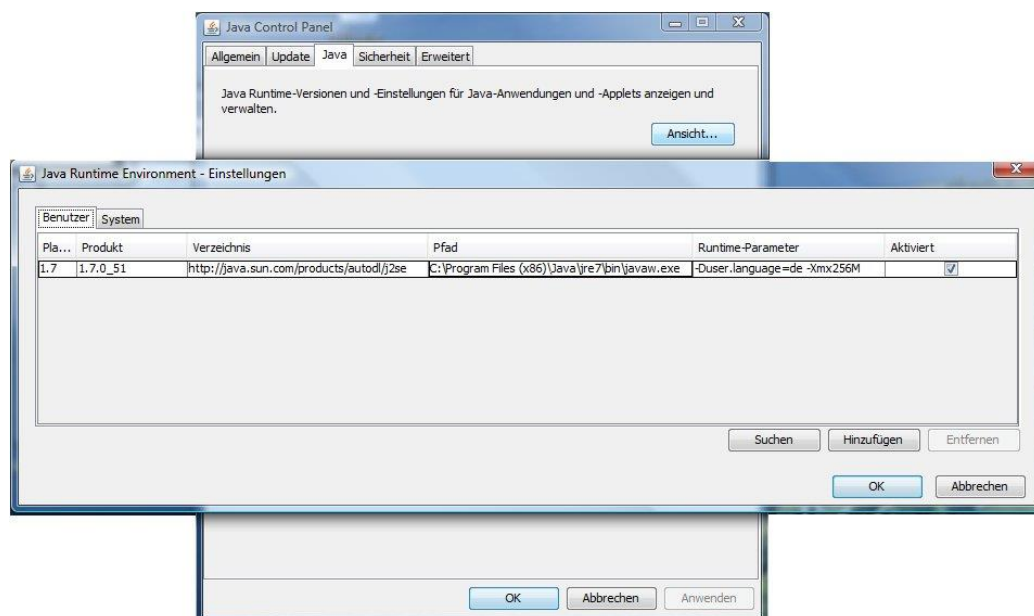 Java Control Panel
Allgemein Update Java Sicherheit Erweitert
Java Runtime-Versionen und -Einstellungen für Java-Anwendungen und -Applets anzeigen und
verwalten.
Ansicht...
Java Runtime Environment - Einstellungen
Benutzer System
Pla... Produkt Verzeichnis Pfad Runtime-Parameter Aktiviert
1.7 1.7.0_51 http://java.sun.com/products/autodl/j2se C:\Program Files (x86)\Java\jre7\bin\javaw.exe -Duser.language=de -Xmx256M
Suchen Hinzufügen Entfernen
OK Abbrechen
OK Abbrechen Anwenden